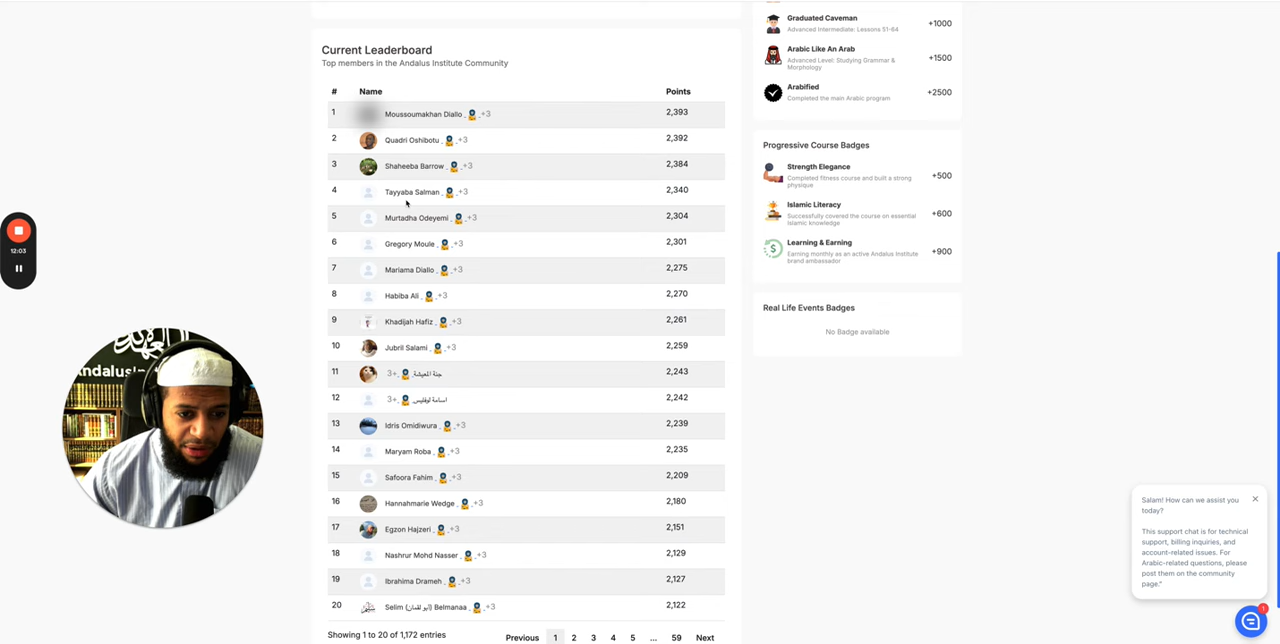 Current Leaderboard
Top members in the Andalus Institute Community
# Name Points
1 Moussoumakhan Diallo +3 2,393
2 Quadri Oshibotu +3 2,392
3 Shaheeba Barrow +3 2,384
4 Tayyaba Salman +3 2,340
5 Murtadha Odeyemi +3 2,304
6 Gregory Moule +3 2,301
7 Mariama Diallo +3 2,275
8 Habiba Ali +3 2,270
9 Khadijah Hafiz +3 2,261
10 Jubril Salami +3 2,259
11 جنة المعيشة +3 2,243
12 اسامة لوفليس +3 2,242
13 Idris Omidiwura +3 2,239
14 Maryam Roba +3 2,235
15 Safoora Fahim +3 2,209
16 Hannahmarie Wedge +3 2,180
17 Egzon Hajzeri +3 2,151
18 Nashrur Mohd Nasser +3 2,129
19 Ibrahima Drameh +3 2,127
20 Selim (أبو لقمان) Belmanaa +3 2,122
Showing 1 to 20 of 1,172 entries
Previous 1 2 3 4 5 ... 59 Next
Graduated Caveman
Advanced Intermediate: Lessons 51-64
+1000
Arabic Like An Arab
Advanced Level: Studying Grammar &
Morphology
+1500
Arabified
Completed the main Arabic program
+2500
Progressive Course Badges
Strength Elegance
Completed fitness course and built a strong
physique
+500
Islamic Literacy
Successfully covered the course on essential
Islamic knowledge
+600
Learning & Earning
Earning monthly as an active Andalus Institute
brand ambassador
+900
Real Life Events Badges
No Badge available
12:03
Salam! How can we assist you
today?
This support chat is for technical
support, billing inquiries, and
account-related issues. For
Arabic-related questions, please
post them on the community
page."
1